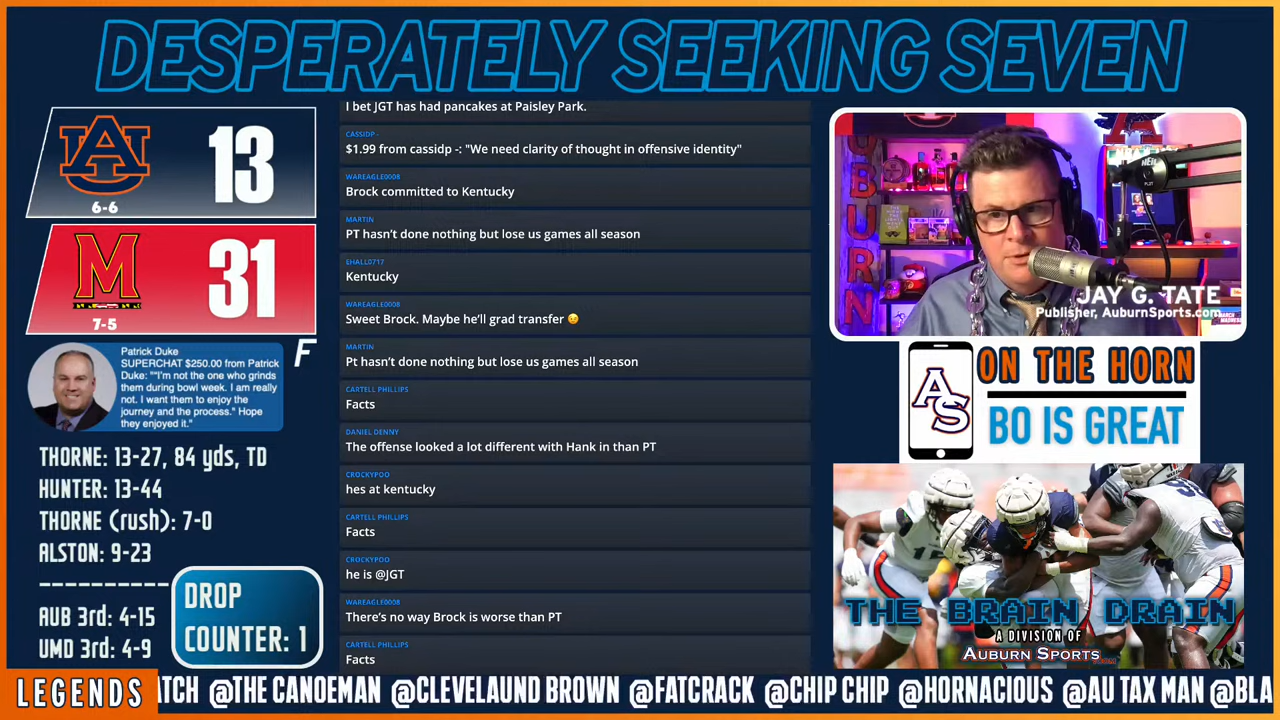 DESPERATELY SEEKING SEVEN
13
6-6
31
7-5
F
Patrick Duke
SUPERCHAT $250.00 from Patrick
Duke: ""I'm not the one who grinds
them during bowl week. I am really
not. I want them to enjoy the
journey and the process." Hope
they enjoyed it."
THORNE: 13-27, 84 yds, TD
HUNTER: 13-44
THORNE (rush): 7-0
ALSTON: 9-23
----------
AUB 3rd: 4-15
UMD 3rd: 4-9
DROP
COUNTER: 1
I bet JGT has had pancakes at Paisley Park.
CASSIDP -
$1.99 from cassidp -: "We need clarity of thought in offensive identity"
WAREAGLE0008
Brock committed to Kentucky
MARTIN
PT hasn't done nothing but lose us games all season
EHALL0717
Kentucky
WAREAGLE0008
Sweet Brock. Maybe he'll grad transfer 😕
MARTIN
Pt hasn't done nothing but lose us games all season
CARTELL PHILLIPS
Facts
DANIEL DENNY
The offense looked a lot different with Hank in than PT
CROCKYPOO
hes at kentucky
CARTELL PHILLIPS
Facts
CROCKYPOO
he is @JGT
WAREAGLE0008
There's no way Brock is worse than PT
CARTELL PHILLIPS
Facts
JAY G. TATE
Publisher, AuburnSports.com
AS
ON THE HORN
BO IS GREAT
THE BRAIN DRAIN
A DIVISION OF
AUBURN SPORTS
LEGENDS
ATCH @THE CANOEMAN @CLEVELAUND BROWN @FATCRACK @CHIP CHIP @HORNACIOUS @AU TAX MAN @BLA